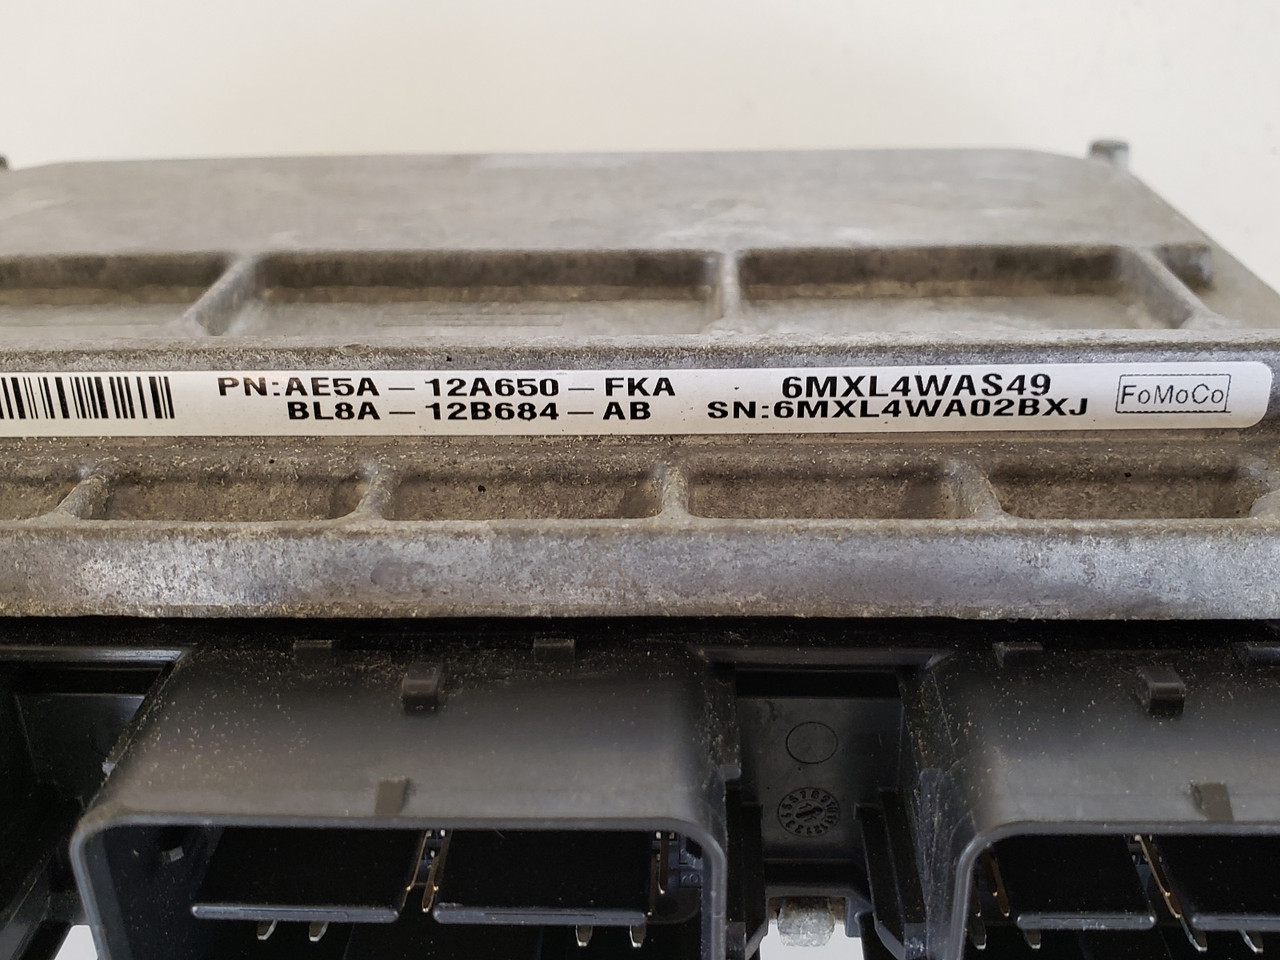 PN:AE5A-12A650-FKA 6MXL4WAS49
BL8A-12B684-AB SN:6MXL4WA02BXJ
FoMoCo